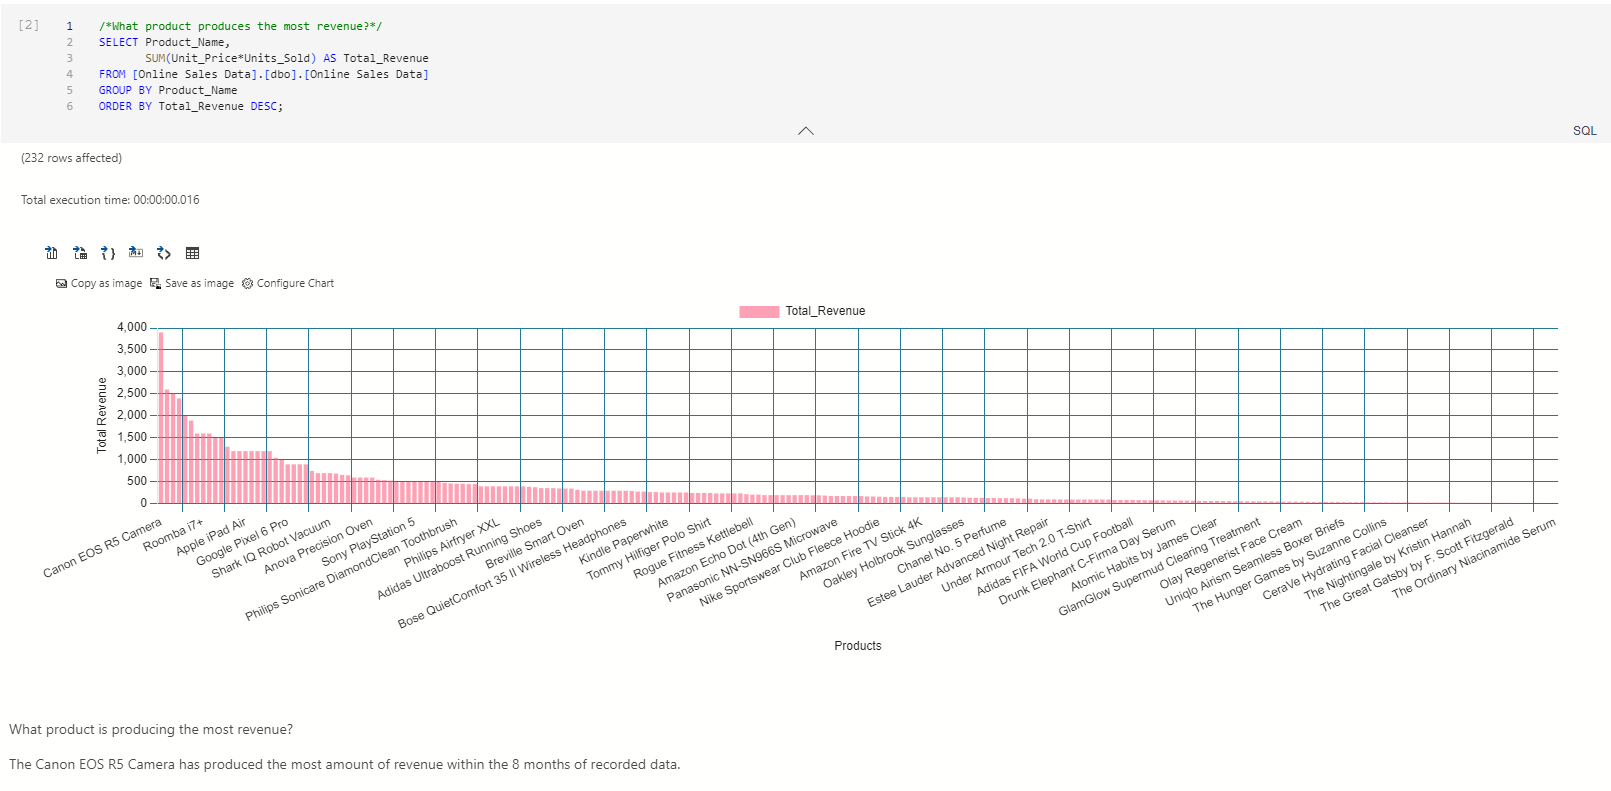 [2]
1 /*What product produces the most revenue?*/
2 SELECT Product_Name,
3 SUM(Unit_Price*Units_Sold) AS Total_Revenue
4 FROM [Online Sales Data].[dbo].[Online Sales Data]
5 GROUP BY Product_Name
6 ORDER BY Total_Revenue DESC;
SQL
(232 rows affected)
Total execution time: 00:00:00.016
Copy as image Save as image Configure Chart
Total_Revenue
Total Revenue
4,000
3,500
3,000
2,500
2,000
1,500
1,000
500
0
Canon EOS R5 Camera
Roomba i7+
Apple iPad Air
Google Pixel 6 Pro
Shark IQ Robot Vacuum
Anova Precision Oven
Sony PlayStation 5
Philips Sonicare DiamondClean Toothbrush
Philips Airfryer XXL
Adidas Ultraboost Running Shoes
Breville Smart Oven
Bose QuietComfort 35 II Wireless Headphones
Kindle Paperwhite
Tommy Hilfiger Polo Shirt
Rogue Fitness Kettlebell
Amazon Echo Dot (4th Gen)
Panasonic NN-SN966S Microwave
Nike Sportswear Club Fleece Hoodie
Amazon Fire TV Stick 4K
Oakley Holbrook Sunglasses
Chanel No. 5 Perfume
Estee Lauder Advanced Night Repair
Under Armour Tech 2.0 T-Shirt
Adidas FIFA World Cup Football
Drunk Elephant C-Firma Day Serum
Atomic Habits by James Clear
GlamGlow Supermud Clearing Treatment
Olay Regenerist Face Cream
Uniqlo Airism Seamless Boxer Briefs
The Hunger Games by Suzanne Collins
CeraVe Hydrating Facial Cleanser
The Nightingale by Kristin Hannah
The Great Gatsby by F. Scott Fitzgerald
The Ordinary Niacinamide Serum
Products
What product is producing the most revenue?
The Canon EOS R5 Camera has produced the most amount of revenue within the 8 months of recorded data.